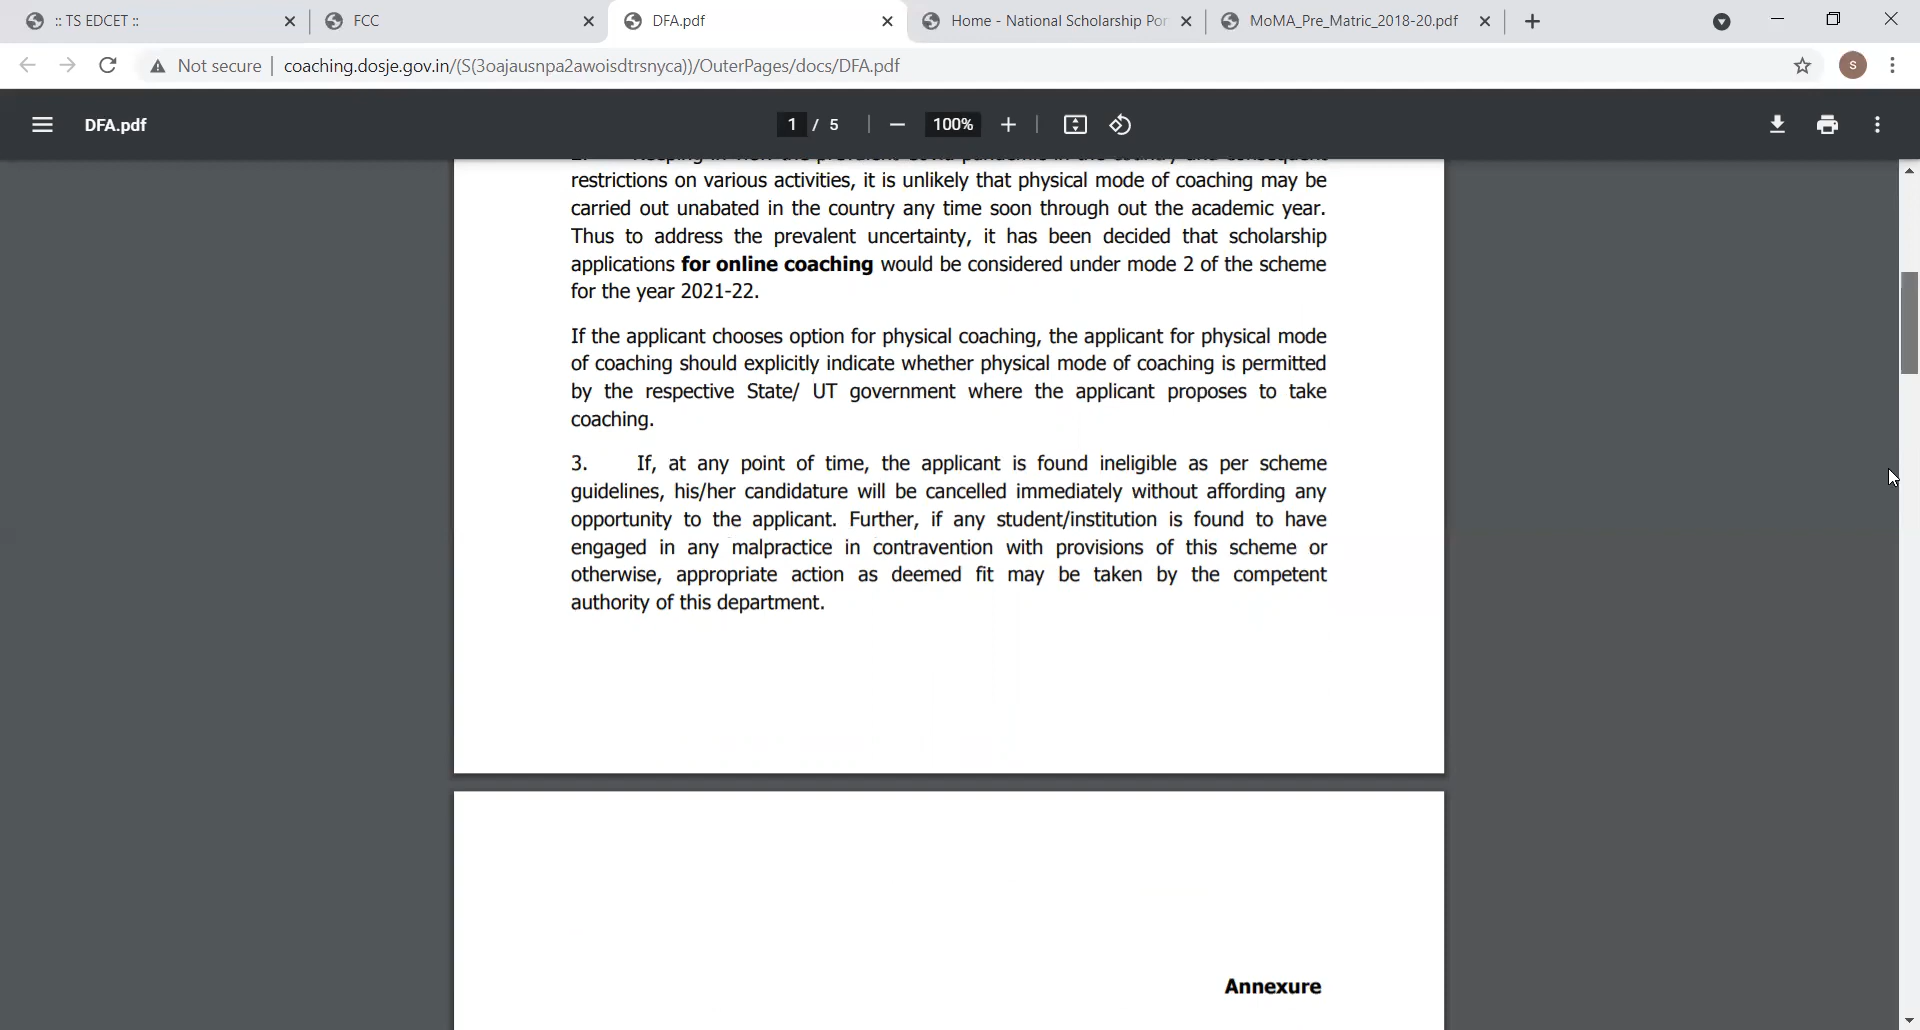 :: TS EDCET ::
FCC
DFA.pdf
Home - National Scholarship Por
MoMA_Pre_Matric_2018-20.pdf
Not secure
coaching.dosje.gov.in/(S(3oajausnpa2awoisdtrsnyca))/OuterPages/docs/DFA.pdf
S
DFA.pdf
1 / 5
100%
restrictions on various activities, it is unlikely that physical mode of coaching may be
carried out unabated in the country any time soon through out the academic year.
Thus to address the prevalent uncertainty, it has been decided that scholarship
applications for online coaching would be considered under mode 2 of the scheme
for the year 2021-22.
If the applicant chooses option for physical coaching, the applicant for physical mode
of coaching should explicitly indicate whether physical mode of coaching is permitted
by the respective State/ UT government where the applicant proposes to take
coaching.
3. If, at any point of time, the applicant is found ineligible as per scheme
guidelines, his/her candidature will be cancelled immediately without affording any
opportunity to the applicant. Further, if any student/institution is found to have
engaged in any malpractice in contravention with provisions of this scheme or
otherwise, appropriate action as deemed fit may be taken by the competent
authority of this department.
Annexure